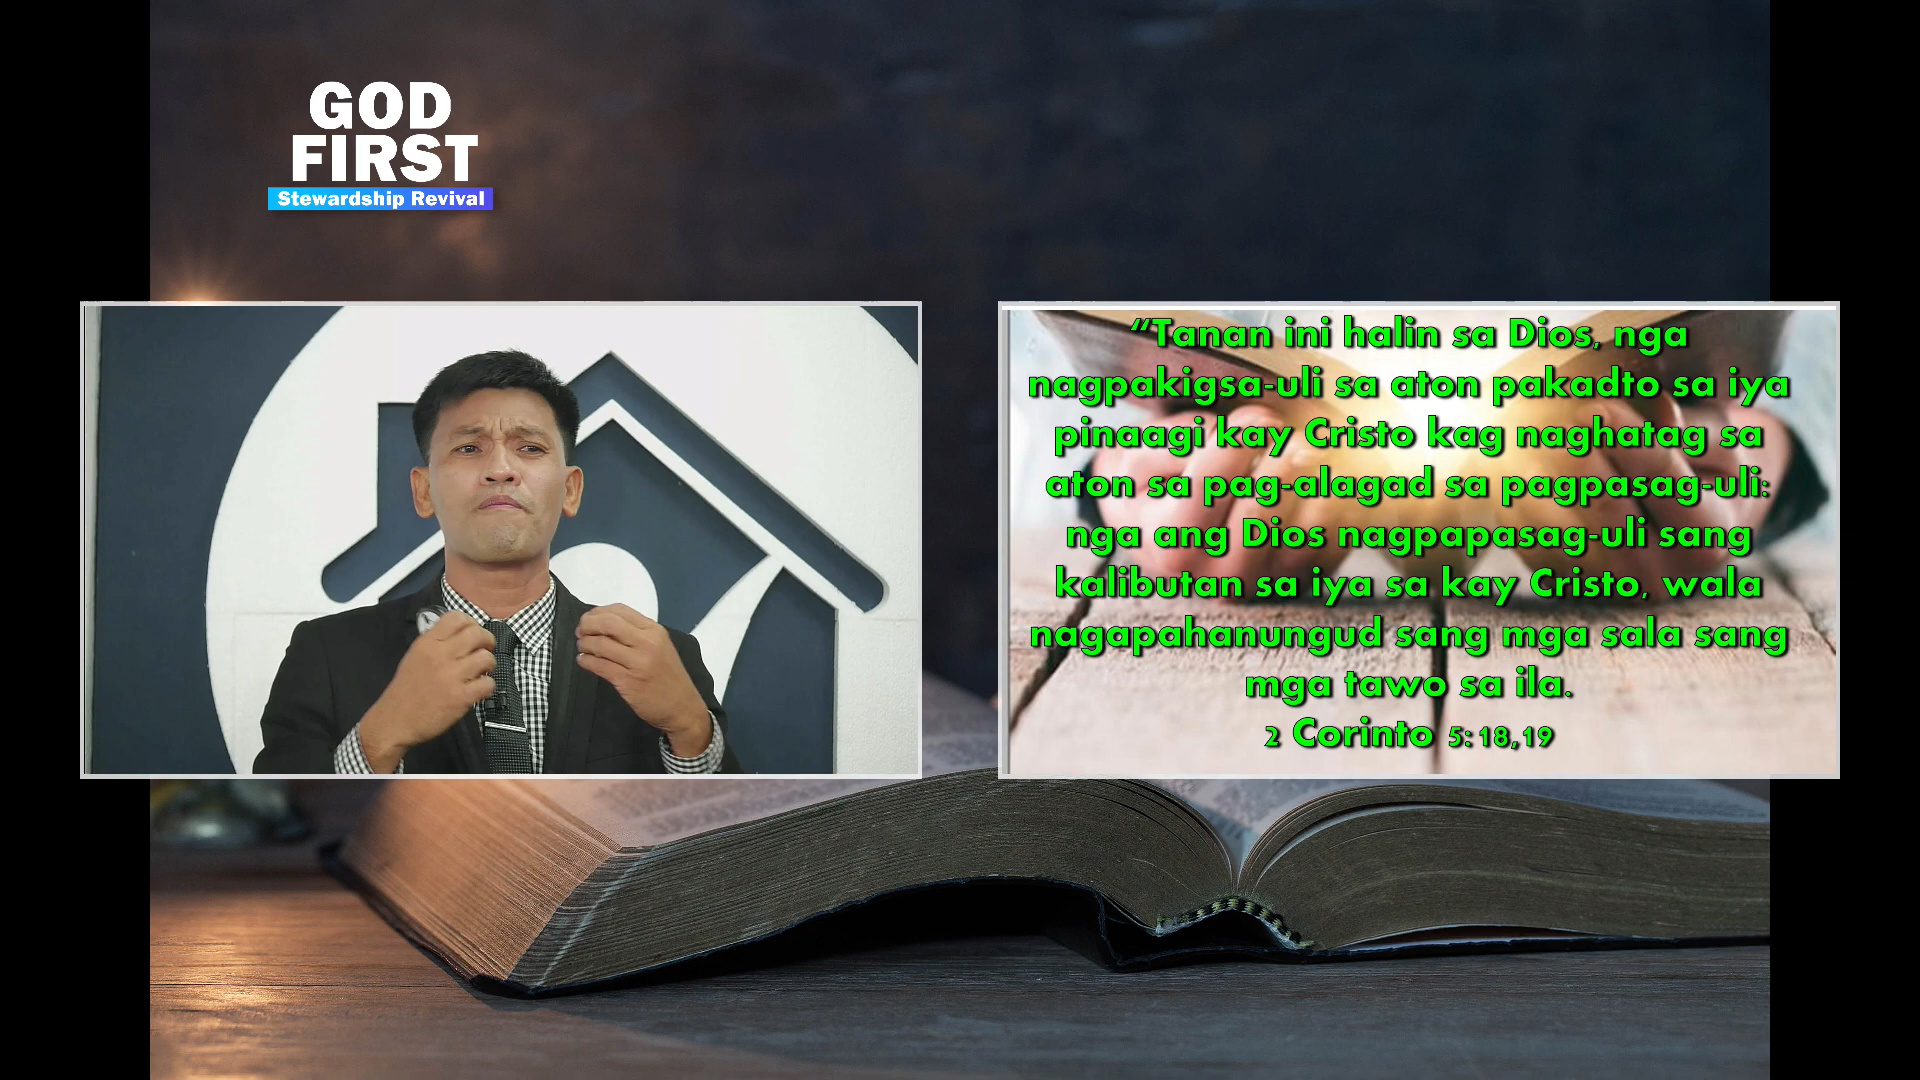 GOD
FIRST
Stewardship Revival
“Tanan ini halin sa Dios, nga
nagpakigsa-uli sa aton pakadto sa iya
pinaagi kay Cristo kag naghatag sa
aton sa pag-alagad sa pagpasag-uli:
nga ang Dios nagpapasag-uli sang
kalibutan sa iya sa kay Cristo, wala
nagapahanungud sang mga sala sang
mga tawo sa ila.
2 Corinto 5:18,19